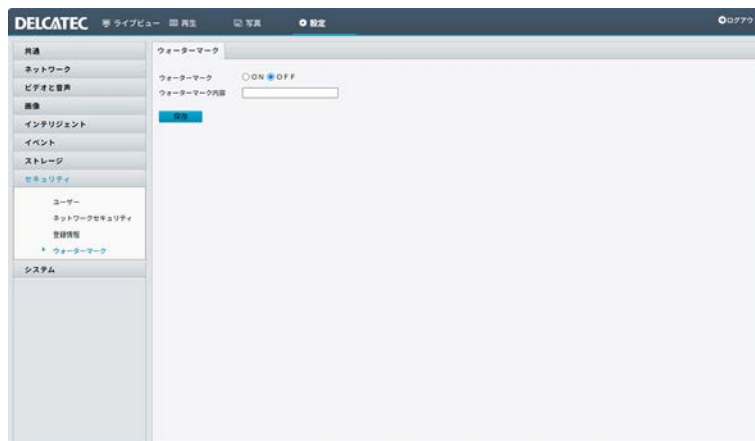 DELCATEC ライブビュー 再生 写真 設定 ログアウ
共通
ネットワーク
ビデオと音声
画像
インテリジェント
イベント
ストレージ
セキュリティ
ユーザー
ネットワークセキュリティ
登録情報
ウォーターマーク
システム
ウォーターマーク
ウォーターマーク ON OFF
ウォーターマーク内容
保存